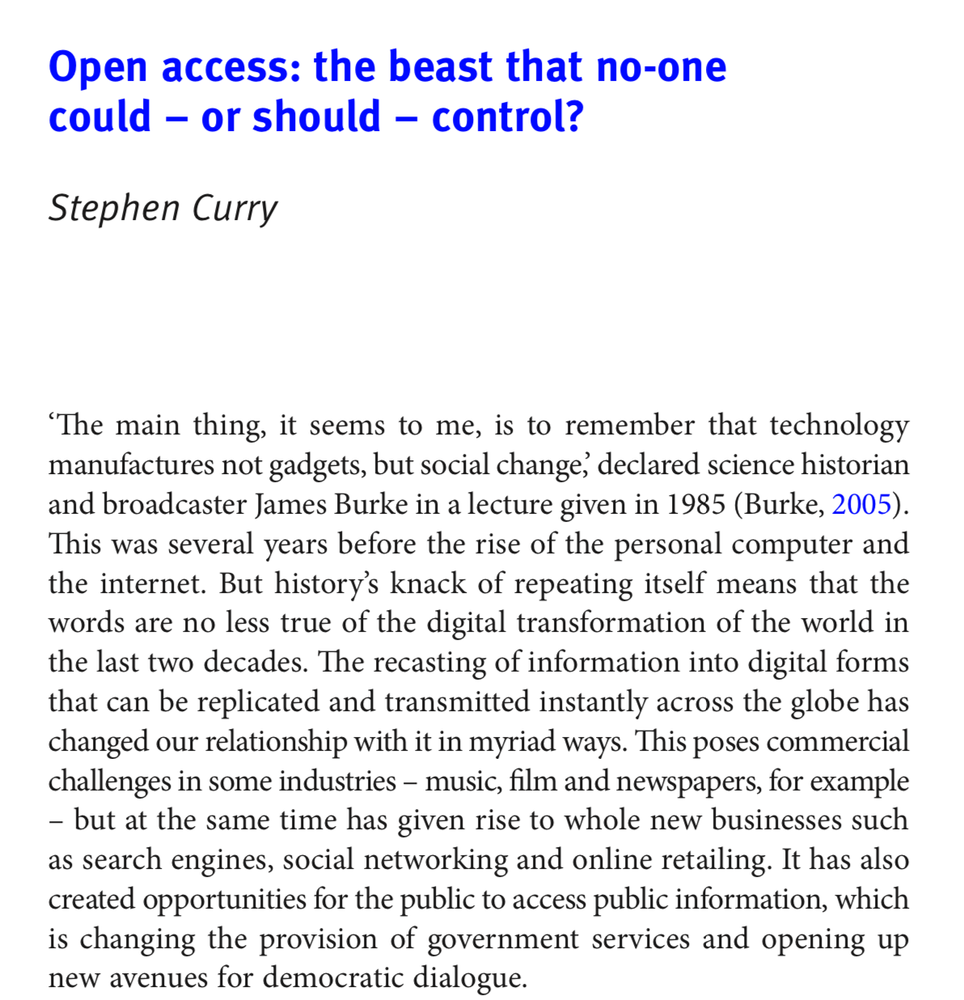 Open access: the beast that no-one
could – or should – control?
Stephen Curry
‘The main thing, it seems to me, is to remember that technology
manufactures not gadgets, but social change,’ declared science historian
and broadcaster James Burke in a lecture given in 1985 (Burke, 2005).
This was several years before the rise of the personal computer and
the internet. But history’s knack of repeating itself means that the
words are no less true of the digital transformation of the world in
the last two decades. The recasting of information into digital forms
that can be replicated and transmitted instantly across the globe has
changed our relationship with it in myriad ways. This poses commercial
challenges in some industries – music, film and newspapers, for example
– but at the same time has given rise to whole new businesses such
as search engines, social networking and online retailing. It has also
created opportunities for the public to access public information, which
is changing the provision of government services and opening up
new avenues for democratic dialogue.